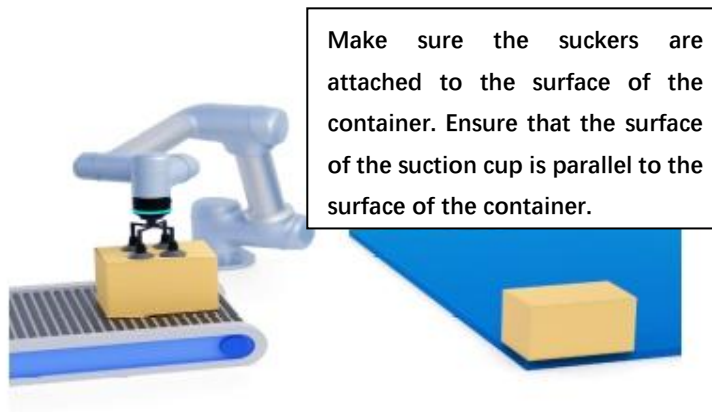 Make sure the suckers are
attached to the surface of the
container. Ensure that the surface
of the suction cup is parallel to the
surface of the container.